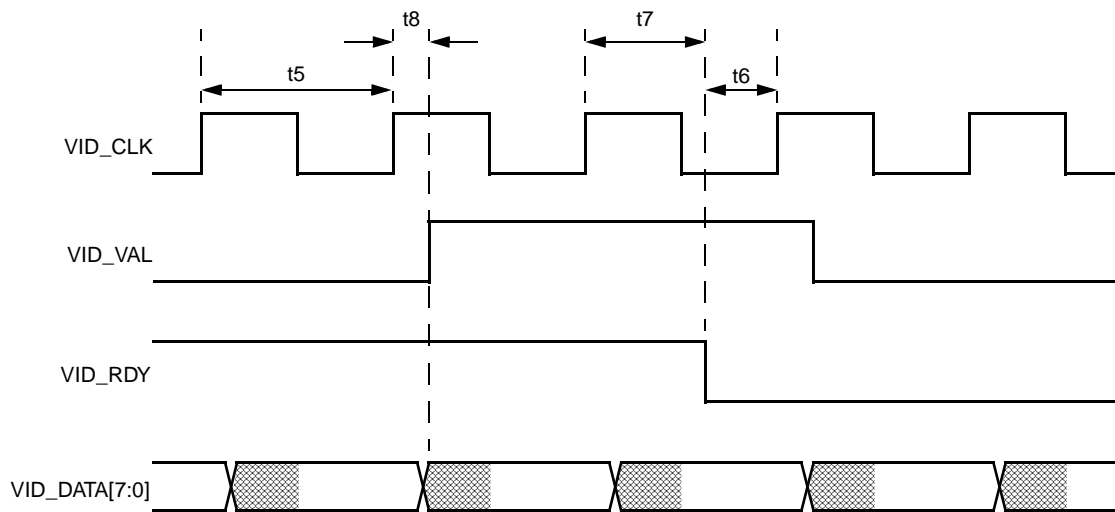 t8
t7
t5
t6
VID_CLK
VID_VAL
VID_RDY
VID_DATA[7:0]